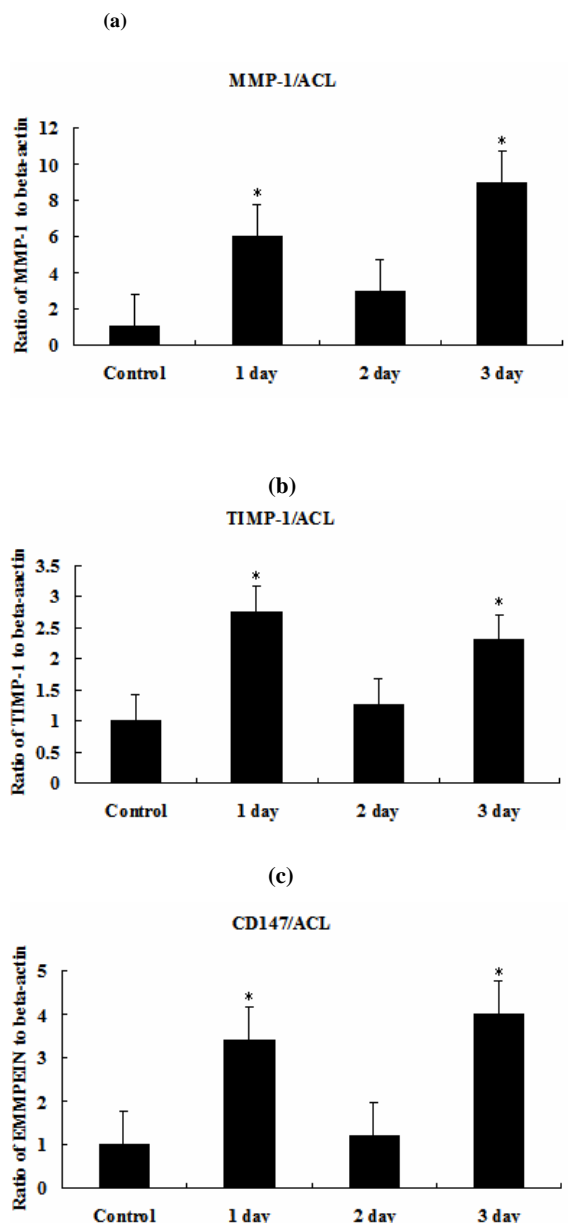 (a)
MMP-1/ACL
Ratio of MMP-1 to beta-actin
12
10
8
6
4
2
0
*
*
Control 1 day 2 day 3 day
(b)
TIMP-1/ACL
Ratio of TIMP-1 to beta-aactin
3.5
3
2.5
2
1.5
1
0.5
0
*
*
Control 1 day 2 day 3 day
(c)
CD147/ACL
Ratio of EMMPEIN to beta-actin
5
4
3
2
1
0
*
*
Control 1 day 2 day 3 day